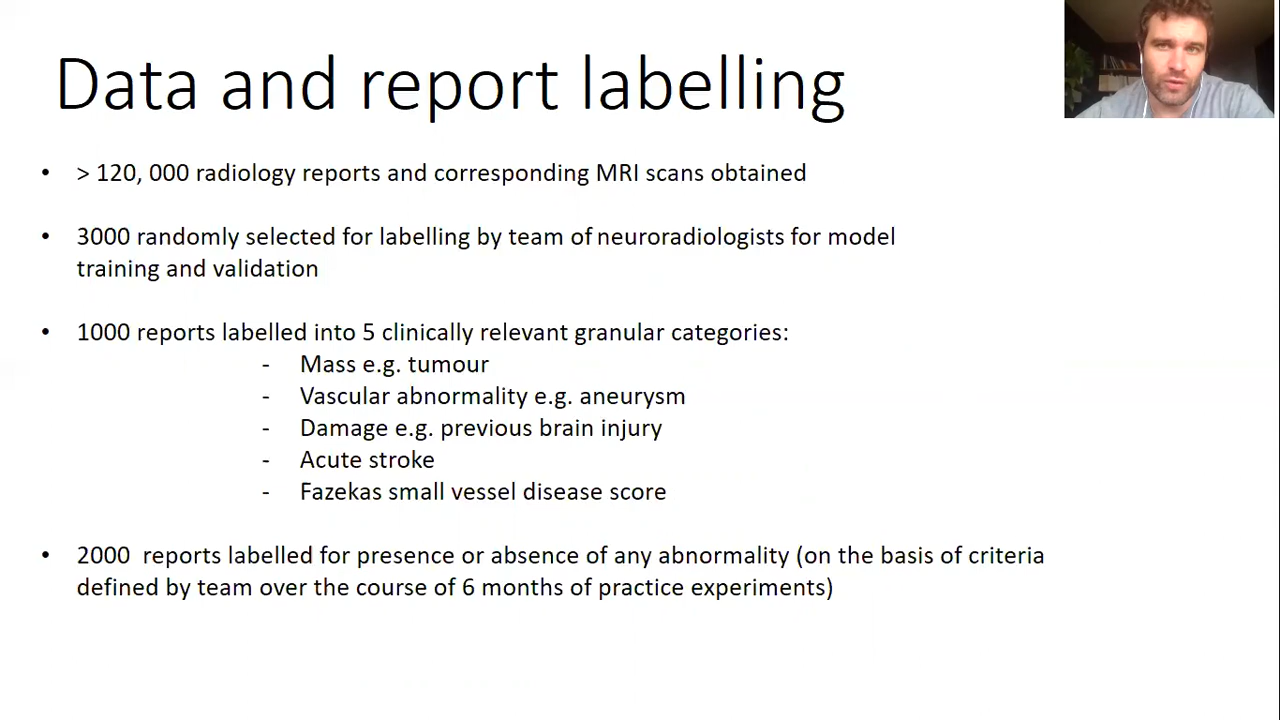 Data and report labelling
• > 120, 000 radiology reports and corresponding MRI scans obtained
• 3000 randomly selected for labelling by team of neuroradiologists for model
training and validation
• 1000 reports labelled into 5 clinically relevant granular categories:
- Mass e.g. tumour
- Vascular abnormality e.g. aneurysm
- Damage e.g. previous brain injury
- Acute stroke
- Fazekas small vessel disease score
• 2000 reports labelled for presence or absence of any abnormality (on the basis of criteria
defined by team over the course of 6 months of practice experiments)